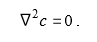 ∇²c = 0 .